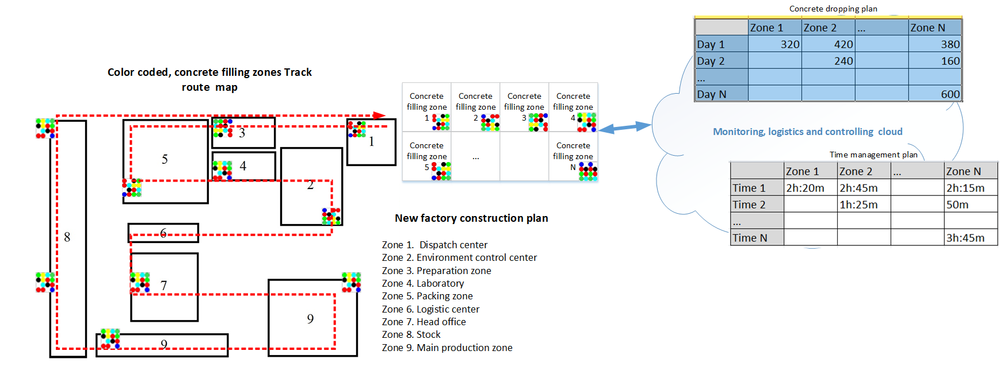 Concrete dropping plan
Zone 1 Zone 2 ... Zone N
Day 1 320 420 380
Day 2 240 160
...
Day N 600
Color coded, concrete filling zones Track
route map
Concrete
filling zone
1
Concrete
filling zone
2
Concrete
filling zone
3
Concrete
filling zone
4
Concrete
filling zone
5
...
Concrete
filling zone
N
Monitoring, logistics and controlling cloud
Time management plan
Zone 1 Zone 2 ... Zone N
Time 1 2h:20m 2h:45m 2h:15m
Time 2 1h:25m 50m
...
Time N 3h:45m
3
1
5
4
2
8
6
7
9
9
New factory construction plan
Zone 1. Dispatch center
Zone 2. Environment control center
Zone 3. Preparation zone
Zone 4. Laboratory
Zone 5. Packing zone
Zone 6. Logistic center
Zone 7. Head office
Zone 8. Stock
Zone 9. Main production zone